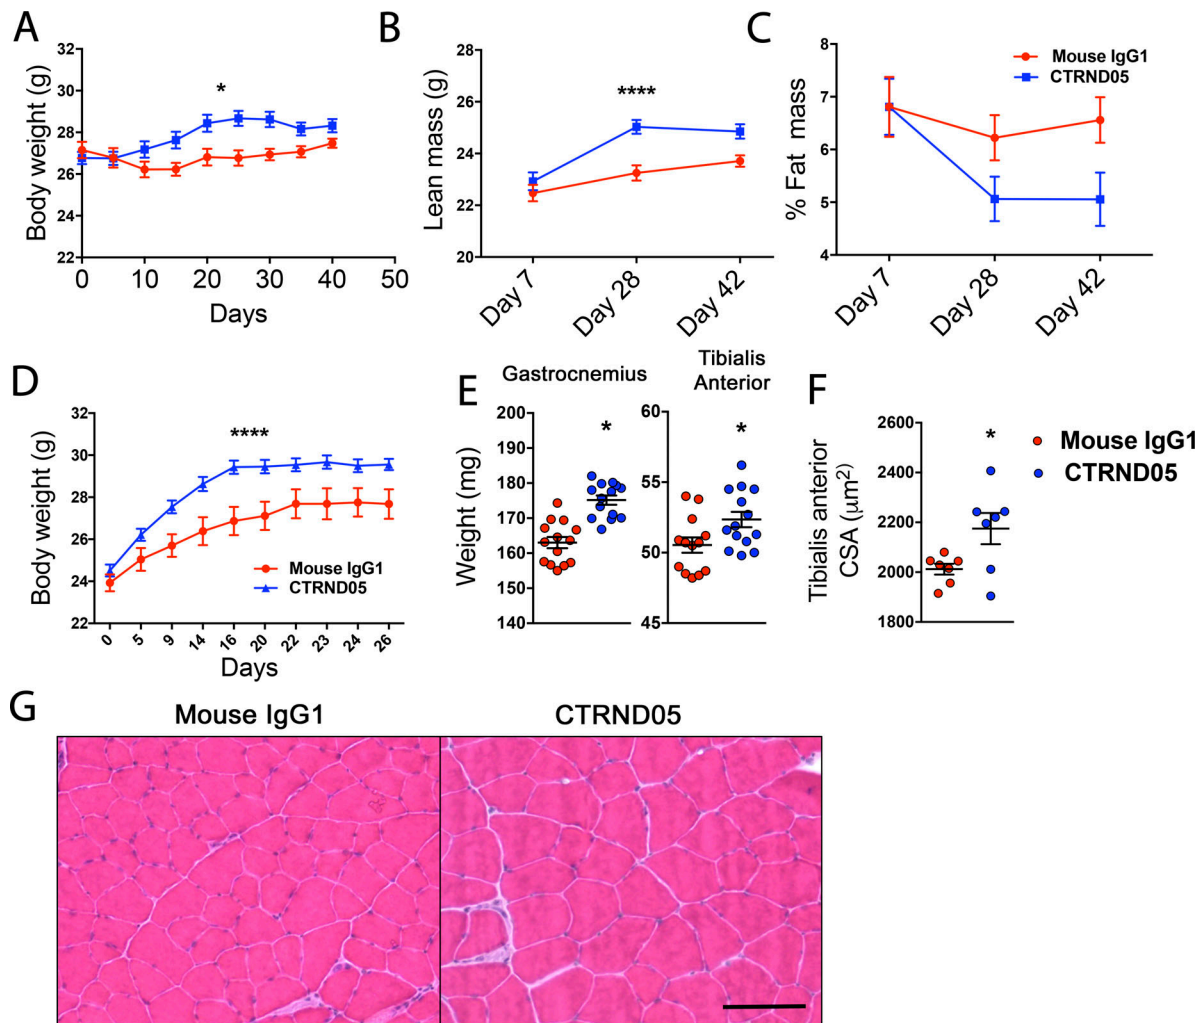 A
Body weight (g)
32
30
28
26
24
22
*
0 10 20 30 40 50
Days
B
Lean mass (g)
28
26
24
22
20
****
Day 7 Day 28 Day 42
C
% Fat mass
8
7
6
5
4
Mouse IgG1
CTRND05
Day 7 Day 28 Day 42
D
Body weight (g)
32
30
28
26
24
22
****
Mouse IgG1
CTRND05
0 5 9 14 16 20 22 23 24 26
Days
E
Gastrocnemius
Weight (mg)
200
190
180
170
160
150
140
*
Tibialis
Anterior
60
55
50
45
*
F
Tibialis anterior
CSA (μm2)
2600
2400
2200
2000
1800
*
Mouse IgG1
CTRND05
G
Mouse IgG1
CTRND05